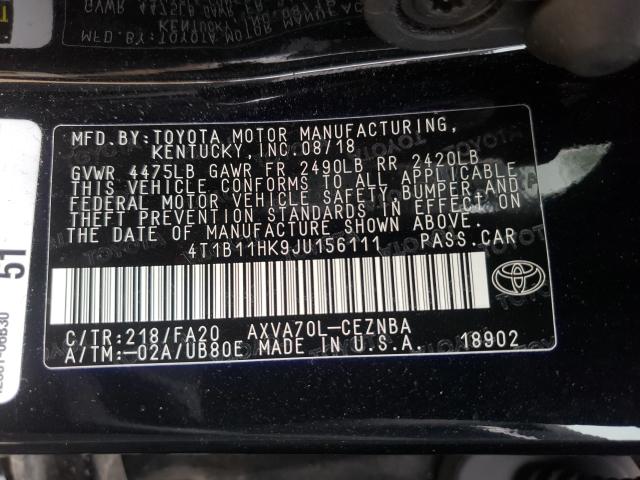 MFD.BY:TOYOTA MOTOR MANUFACTURING,
KENTUCKY,INC.08/18
GVWR 4475LB GAWR FR 2490LB RR 2420LB
THIS VEHICLE CONFORMS TO ALL APPLICABLE
FEDERAL MOTOR VEHICLE SAFETY,BUMPER,AND
THEFT PREVENTION STANDARDS IN EFFECT ON
THE DATE OF MANUFACTURE SHOWN ABOVE.
4T1B11HK9JU156111 PASS.CAR
C/TR:218/FA20 AXVA70L-CEZNBA
A/TM:-02A/UB80E MADE IN U.S.A. 18902
51